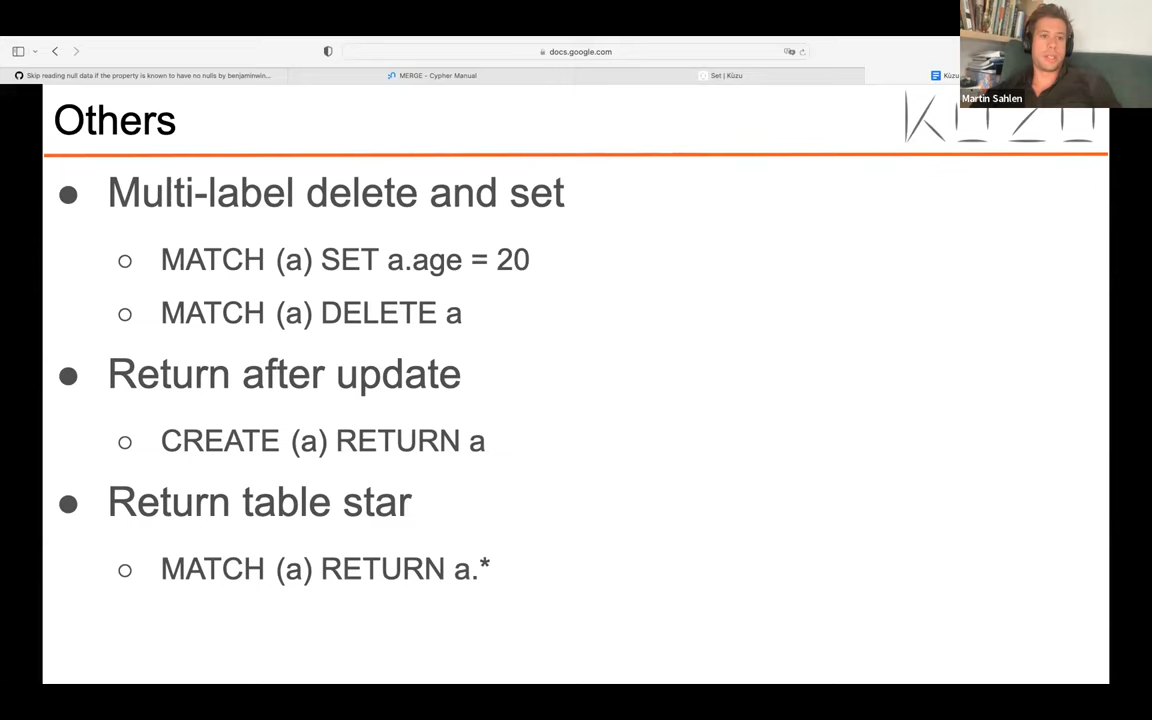 docs.google.com
Skip reading null data if the property is known to have no nulls by benjaminwin...
MERGE - Cypher Manual
Set | Kùzu
Kùzu
Martin Sahlen
Others
kùzu
● Multi-label delete and set
○ MATCH (a) SET a.age = 20
○ MATCH (a) DELETE a
● Return after update
○ CREATE (a) RETURN a
● Return table star
○ MATCH (a) RETURN a.*